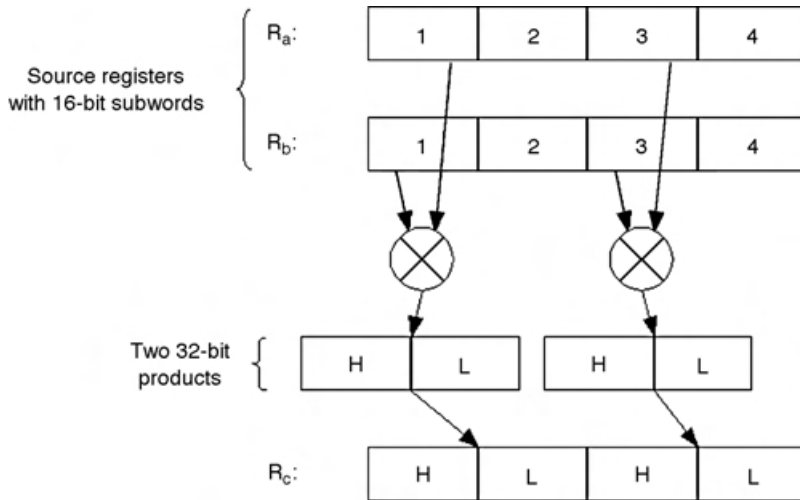 Ra: 1 2 3 4
Source registers
with 16-bit subwords
Rb: 1 2 3 4
Two 32-bit
products
H L H L
Rc: H L H L